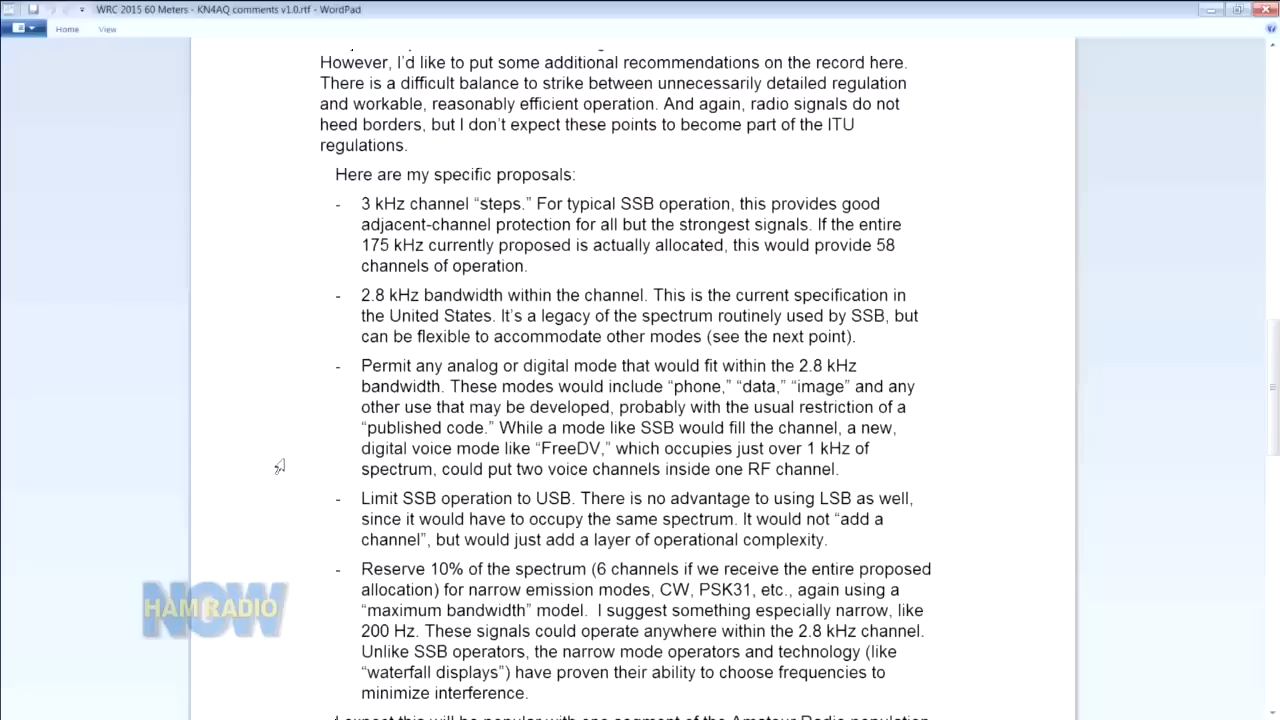 WRC 2015 60 Meters - KN4AQ comments v1.0.rtf - WordPad
Home View
However, I'd like to put some additional recommendations on the record here.
There is a difficult balance to strike between unnecessarily detailed regulation
and workable, reasonably efficient operation. And again, radio signals do not
heed borders, but I don't expect these points to become part of the ITU
regulations.
Here are my specific proposals:
- 3 kHz channel “steps.” For typical SSB operation, this provides good
adjacent-channel protection for all but the strongest signals. If the entire
175 kHz currently proposed is actually allocated, this would provide 58
channels of operation.
- 2.8 kHz bandwidth within the channel. This is the current specification in
the United States. It's a legacy of the spectrum routinely used by SSB, but
can be flexible to accommodate other modes (see the next point).
- Permit any analog or digital mode that would fit within the 2.8 kHz
bandwidth. These modes would include “phone,” “data,” “image” and any
other use that may be developed, probably with the usual restriction of a
“published code.” While a mode like SSB would fill the channel, a new,
digital voice mode like “FreeDV,” which occupies just over 1 kHz of
spectrum, could put two voice channels inside one RF channel.
- Limit SSB operation to USB. There is no advantage to using LSB as well,
since it would have to occupy the same spectrum. It would not “add a
channel”, but would just add a layer of operational complexity.
- Reserve 10% of the spectrum (6 channels if we receive the entire proposed
allocation) for narrow emission modes, CW, PSK31, etc., again using a
“maximum bandwidth” model. I suggest something especially narrow, like
200 Hz. These signals could operate anywhere within the 2.8 kHz channel.
Unlike SSB operators, the narrow mode operators and technology (like
“waterfall displays”) have proven their ability to choose frequencies to
minimize interference.
I expect this will be popular with one segment of the Amateur Radio population
HAM RADIO
NOW